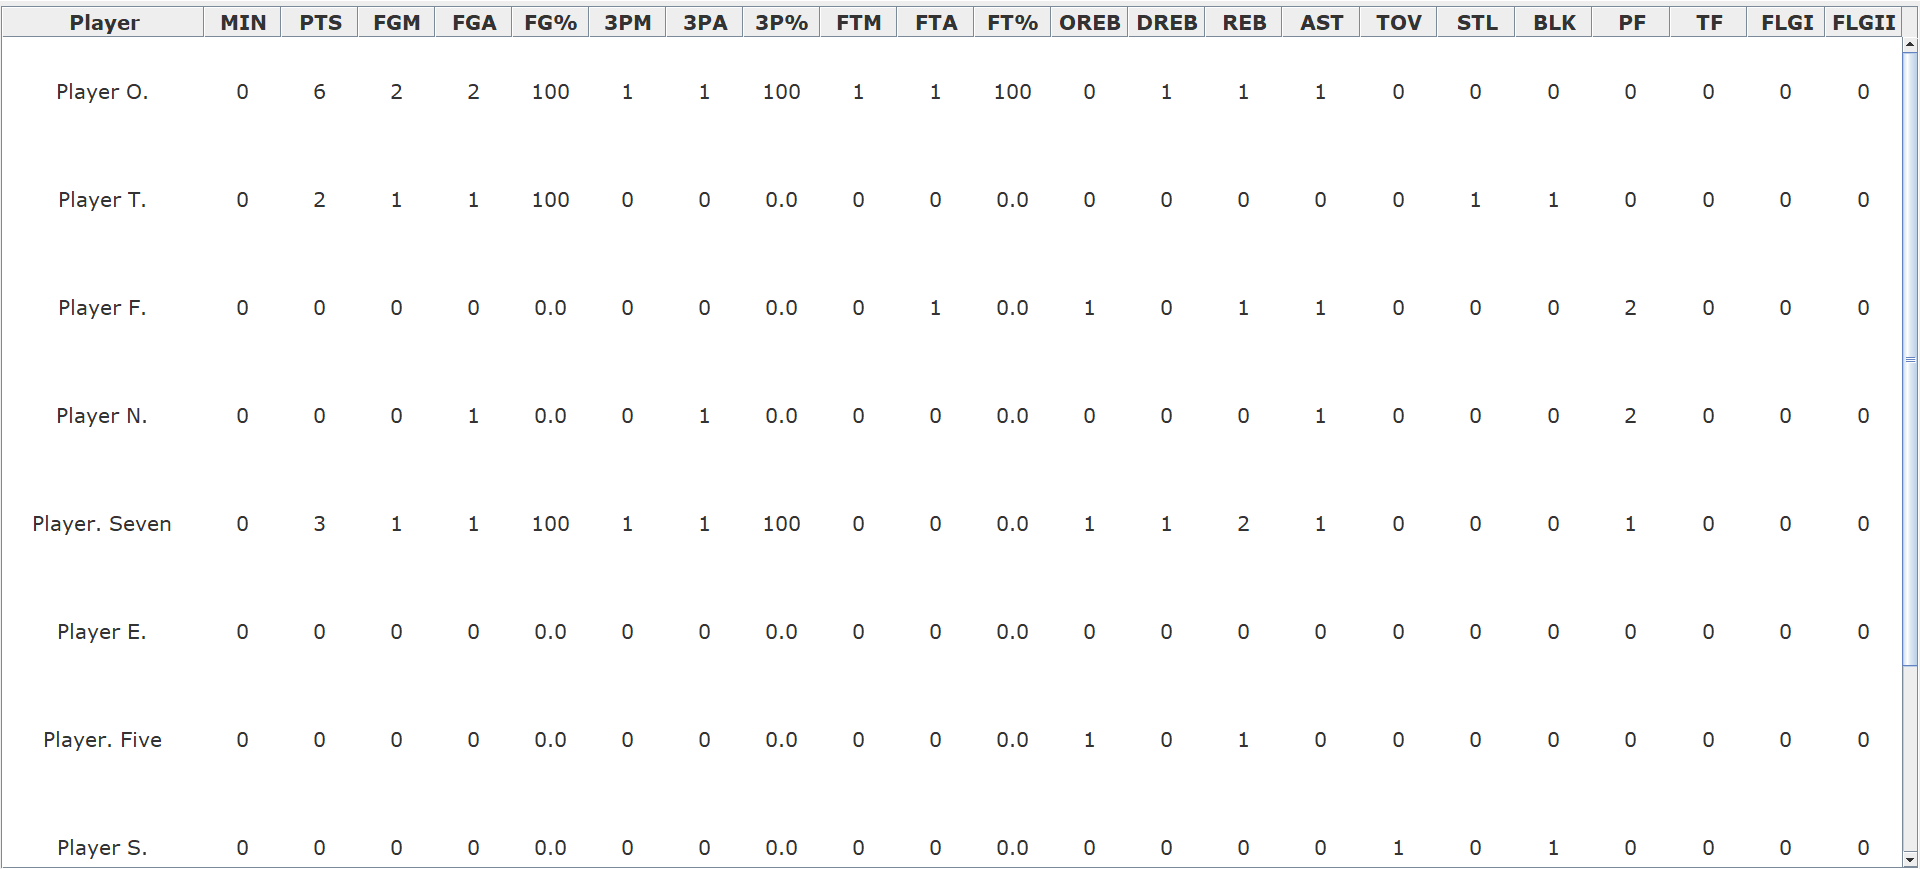 Player MIN PTS FGM FGA FG% 3PM 3PA 3P% FTM FTA FT% OREB DREB REB AST TOV STL BLK PF TF FLGI FLGII
Player O. 0 6 2 2 100 1 1 100 1 1 100 0 1 1 1 0 0 0 0 0 0 0
Player T. 0 2 1 1 100 0 0 0.0 0 0 0.0 0 0 0 0 0 1 1 0 0 0 0
Player F. 0 0 0 0 0.0 0 0 0.0 0 1 0.0 1 0 1 1 0 0 0 2 0 0 0
Player N. 0 0 0 1 0.0 0 1 0.0 0 0 0.0 0 0 0 1 0 0 0 2 0 0 0
Player. Seven 0 3 1 1 100 1 1 100 0 0 0.0 1 1 2 1 0 0 0 1 0 0 0
Player E. 0 0 0 0 0.0 0 0 0.0 0 0 0.0 0 0 0 0 0 0 0 0 0 0 0
Player. Five 0 0 0 0 0.0 0 0 0.0 0 0 0.0 1 0 1 0 0 0 0 0 0 0 0
Player S. 0 0 0 0 0.0 0 0 0.0 0 0 0.0 0 0 0 0 1 0 1 0 0 0 0